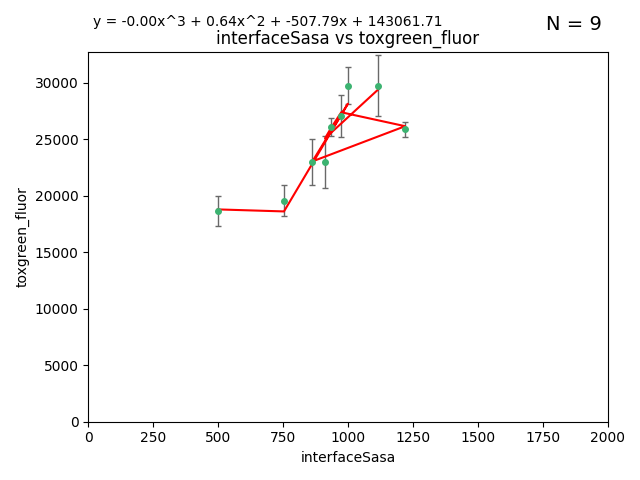 y = -0.00x^3 + 0.64x^2 + -507.79x + 143061.71
N = 9
interfaceSasa vs toxgreen_fluor
30000
25000
20000
15000
10000
5000
0
toxgreen_fluor
0 250 500 750 1000 1250 1500 1750 2000
interfaceSasa